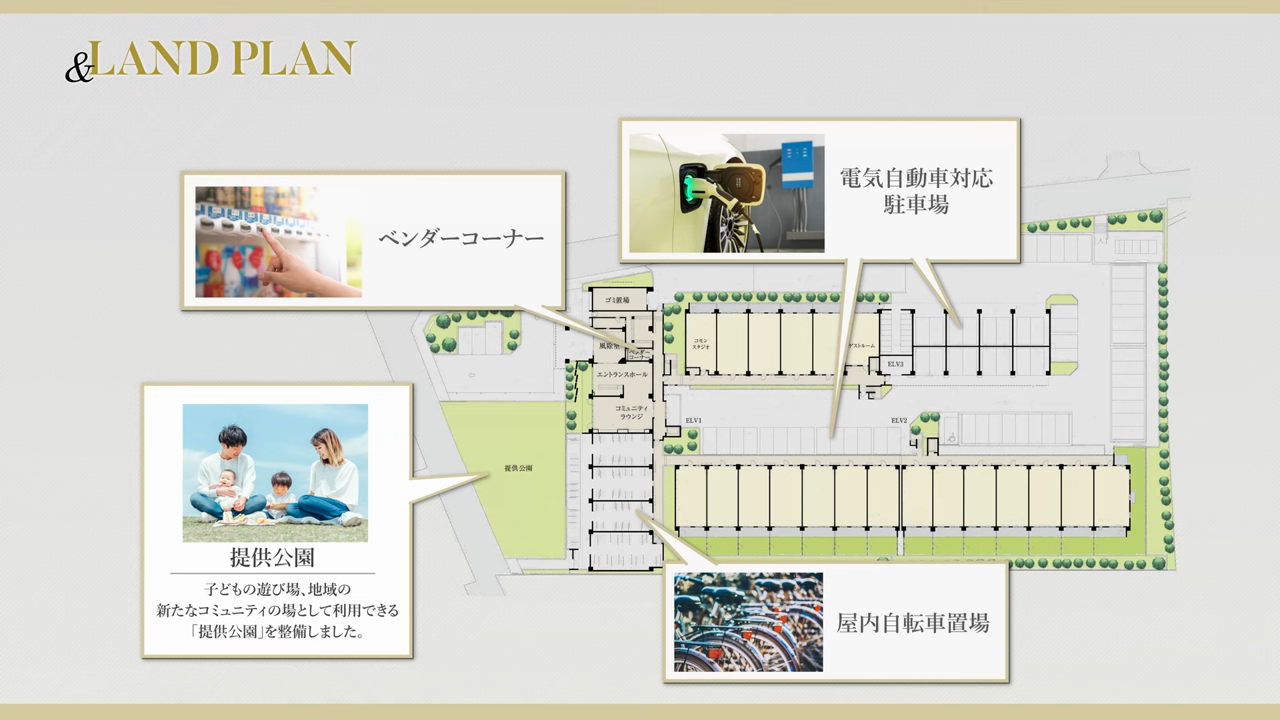 &LAND PLAN
電気自動車対応
駐車場
ベンダーコーナー
ゴミ置場
風除室
ベンダー
コーナー
エントランスホール
コミュニティ
ラウンジ
コモン
スタジオ
ゲストルーム
ELV3
ELV1
ELV2
提供公園
提供公園
子どもの遊び場、地域の
新たなコミュニティの場として利用できる
「提供公園」を整備しました。
屋内自転車置場